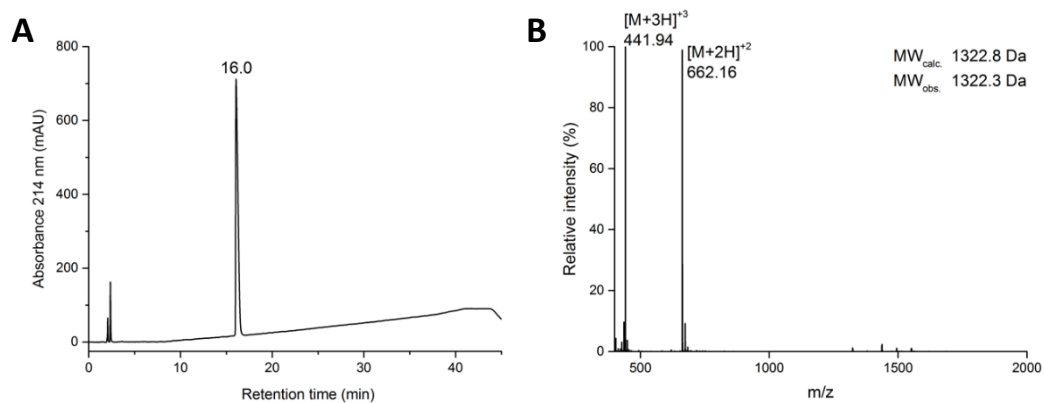 A
800
600
400
200
0
Absorbance 214 nm (mAU)
16.0
0 10 20 30 40
Retention time (min)
B
100
80
60
40
20
0
Relative intensity (%)
[M+3H]+3
441.94
[M+2H]+2
662.16
MWcalc. 1322.8 Da
MWobs. 1322.3 Da
500 1000 1500 2000
m/z